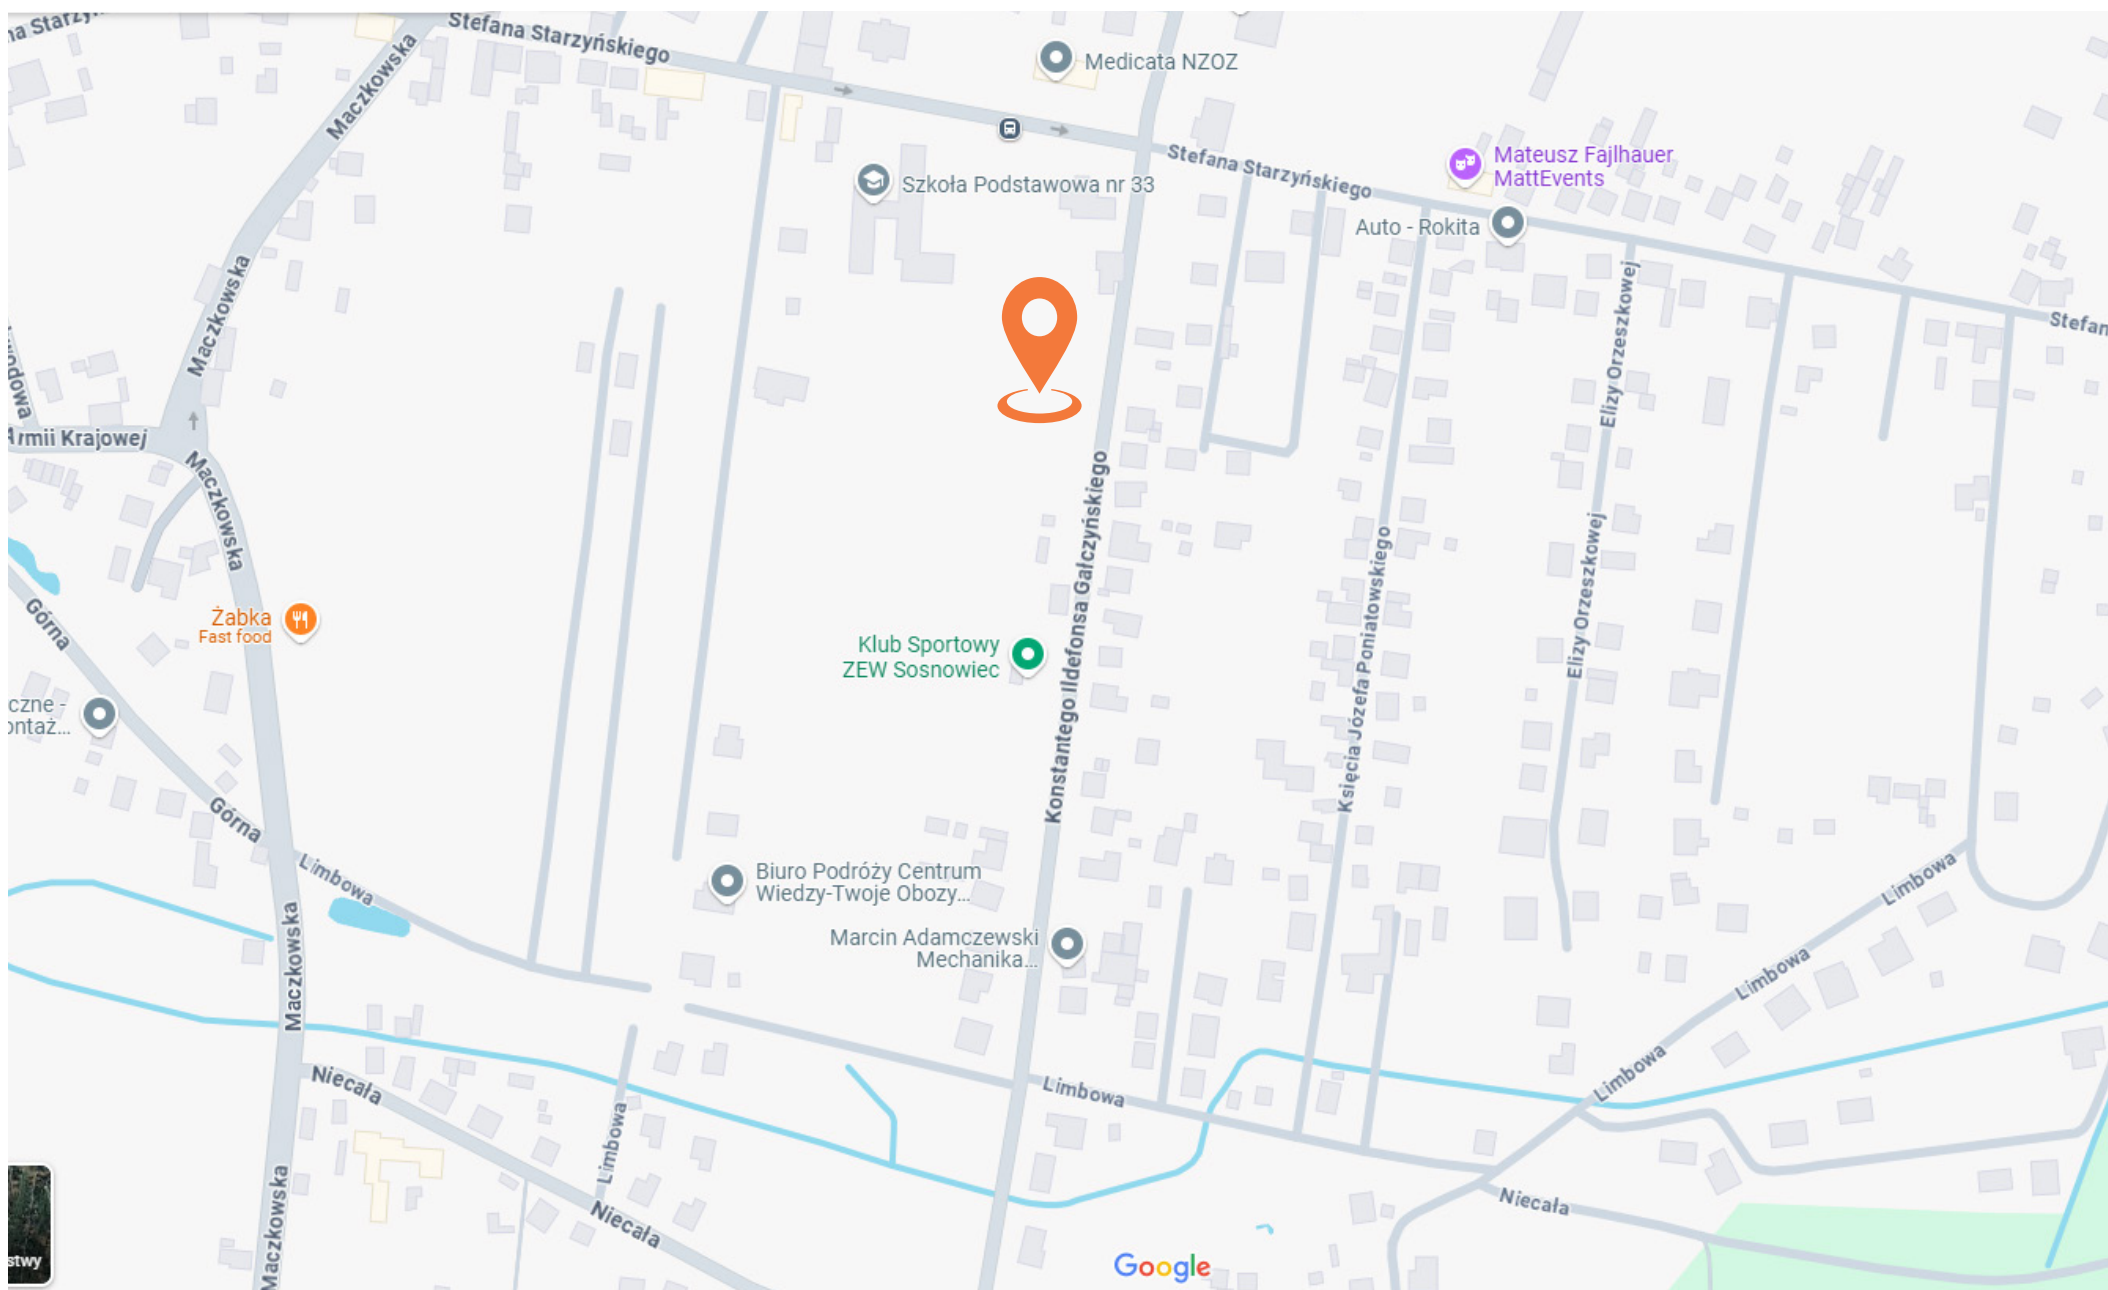 Stefana Starzyńskiego
Maczkowska
Medicata NZOZ
Szkoła Podstawowa nr 33
Stefana Starzyńskiego
Mateusz Fajlhauer
MattEvents
Auto - Rokita
Maczkowska
Elizy Orzeszkowej
Stefan
Armii Krajowej
Maczkowska
Konstantego Ildefonsa Gałczyńskiego
Księcia Józefa Poniatowskiego
Elizy Orzeszkowej
Górna
Żabka
Fast food
Klub Sportowy
ZEW Sosnowiec
czne -
ontaż...
Górna
Limbowa
Biuro Podróży Centrum
Wiedzy-Twoje Obozy...
Limbowa
Marcin Adamczewski
Mechanika...
Maczkowska
Limbowa
Niecała
Limbowa
Limbowa
Limbowa
Maczkowska
Niecała
Niecała
stwy
Google